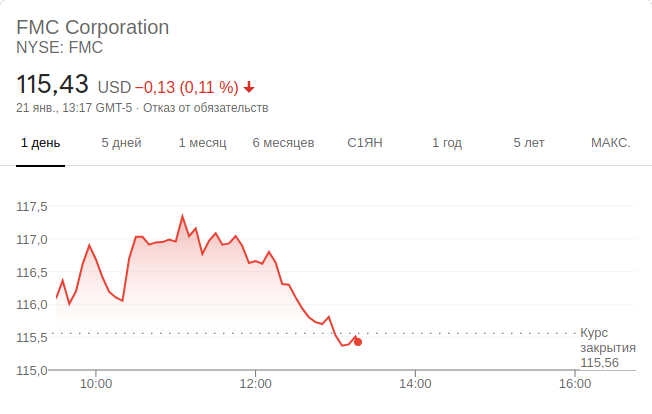 FMC Corporation
NYSE: FMC
115,43 USD −0,13 (0,11 %)
21 янв., 13:17 GMT-5 · Отказ от обязательств
1 день 5 дней 1 месяц 6 месяцев С1ЯН 1 год 5 лет МАКС.
117,5
117,0
116,5
116,0
115,5
115,0
Курс
закрытия
115,56
10:00 12:00 14:00 16:00